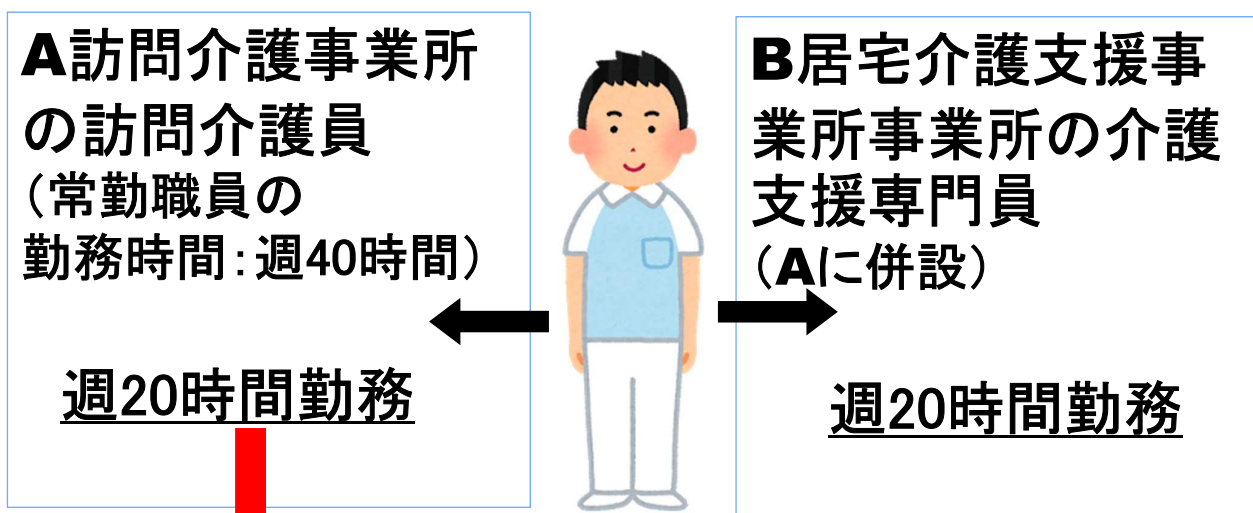 A訪問介護事業所
の訪問介護員
（常勤職員の
勤務時間：週40時間）
週20時間勤務
B居宅介護支援事
業所事業所の介護
支援専門員
（Aに併設）
週20時間勤務